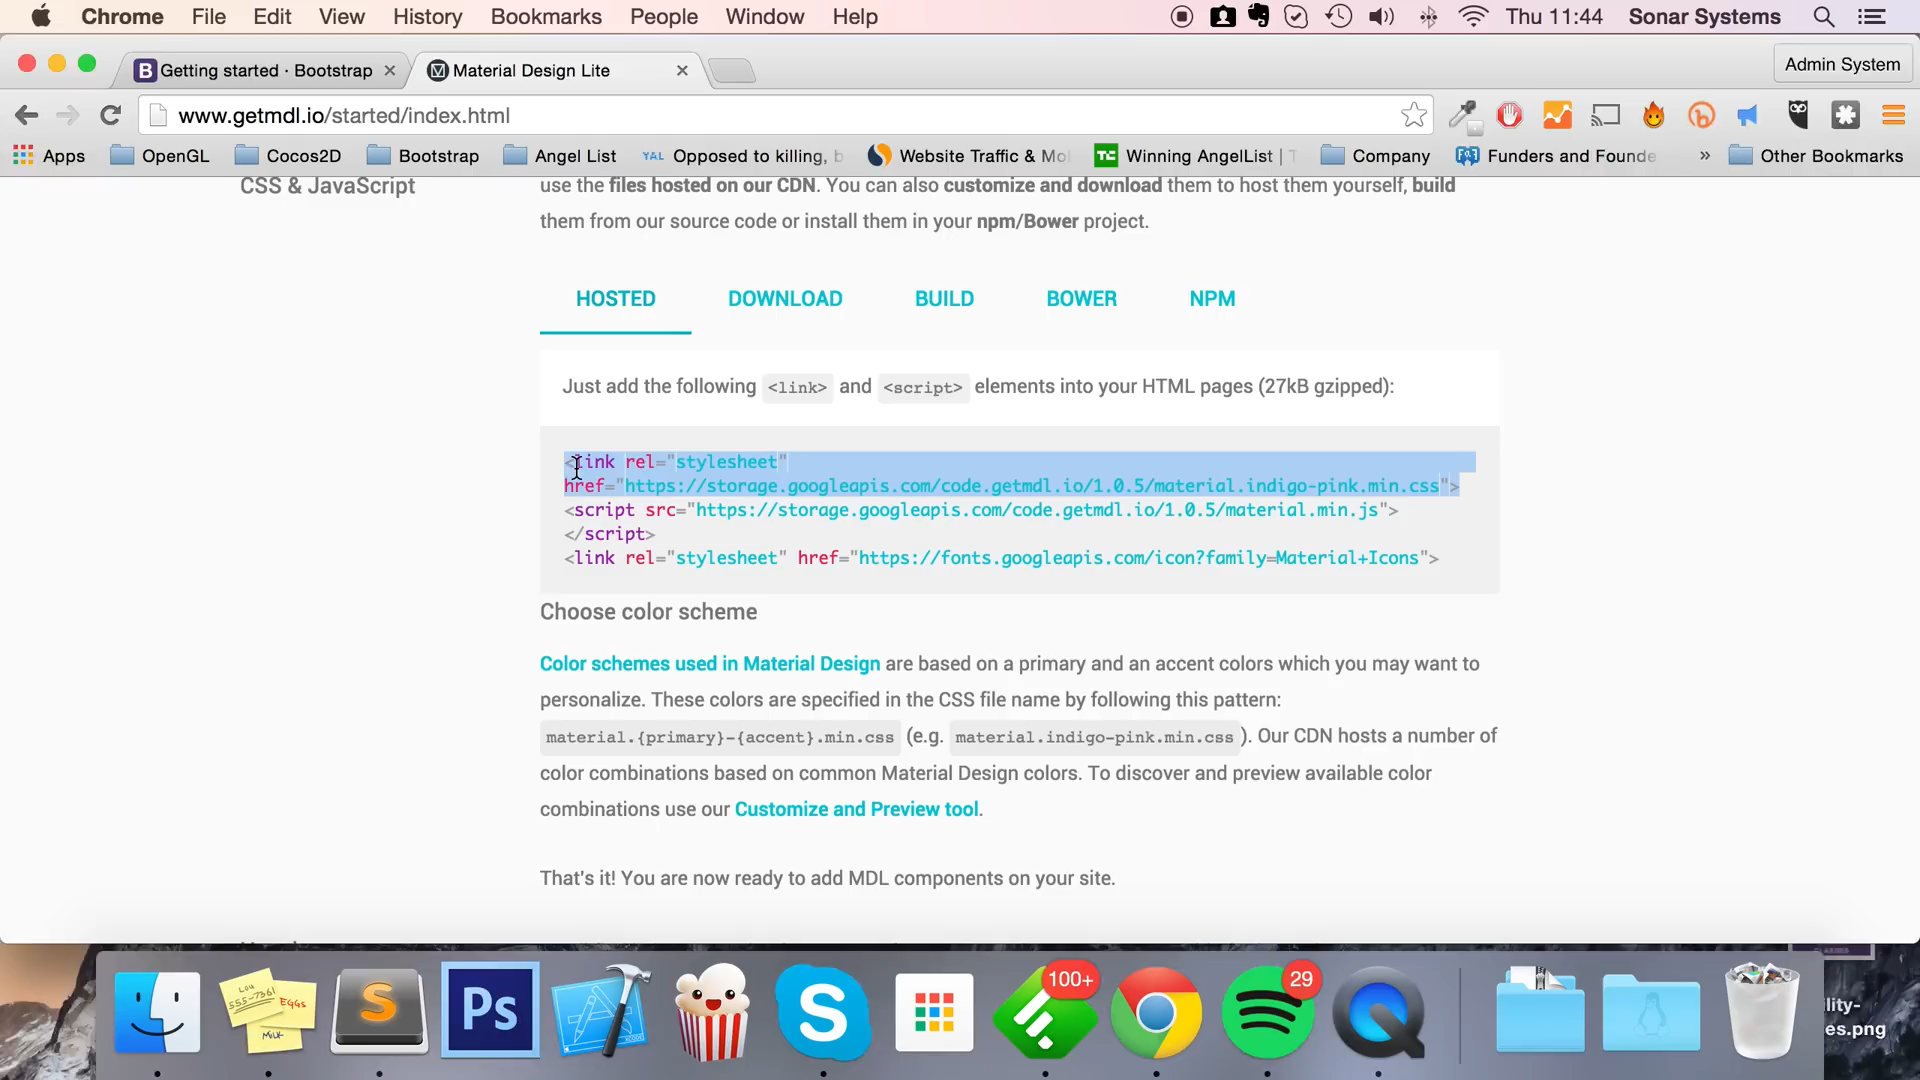 Chrome File Edit View History Bookmarks People Window Help Thu 11:44 Sonar Systems
Getting started · Bootstrap Material Design Lite Admin System
www.getmdl.io/started/index.html
Apps OpenGL Cocos2D Bootstrap Angel List YAL Opposed to killing, b Website Traffic & Mo TC Winning AngelList | T Company Funders and Founde » Other Bookmarks
CSS & JavaScript
use the files hosted on our CDN. You can also customize and download them to host them yourself, build
them from our source code or install them in your npm/Bower project.
HOSTED DOWNLOAD BUILD BOWER NPM
Just add the following <link> and <script> elements into your HTML pages (27kB gzipped):
<link rel="stylesheet"
href="https://storage.googleapis.com/code.getmdl.io/1.0.5/material.indigo-pink.min.css">
<script src="https://storage.googleapis.com/code.getmdl.io/1.0.5/material.min.js">
</script>
<link rel="stylesheet" href="https://fonts.googleapis.com/icon?family=Material+Icons">
Choose color scheme
Color schemes used in Material Design are based on a primary and an accent colors which you may want to
personalize. These colors are specified in the CSS file name by following this pattern:
material.{primary}-{accent}.min.css (e.g. material.indigo-pink.min.css). Our CDN hosts a number of
color combinations based on common Material Design colors. To discover and preview available color
combinations use our Customize and Preview tool.
That's it! You are now ready to add MDL components on your site.
Lou
555-7361
EGGS
MILK
S
Ps
S
100+
29
ility-
es.png